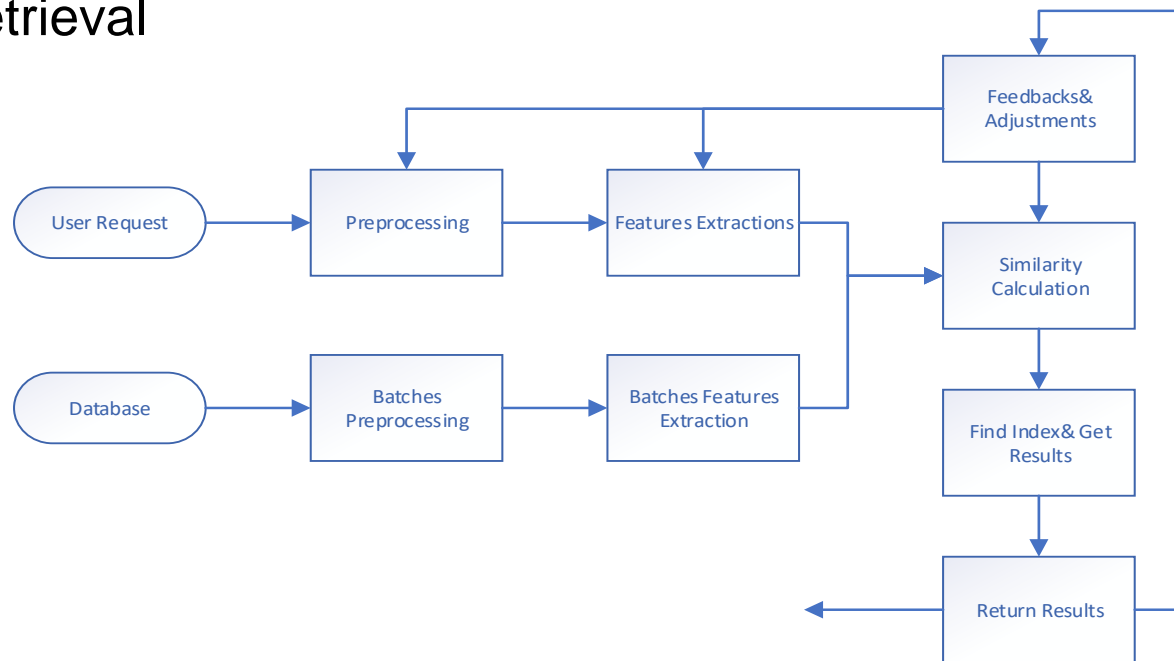 etrieval
Feedbacks&
Adjustments
User Request
Preprocessing
Features Extractions
Similarity
Calculation
Database
Batches
Preprocessing
Batches Features
Extraction
Find Index& Get
Results
Return Results